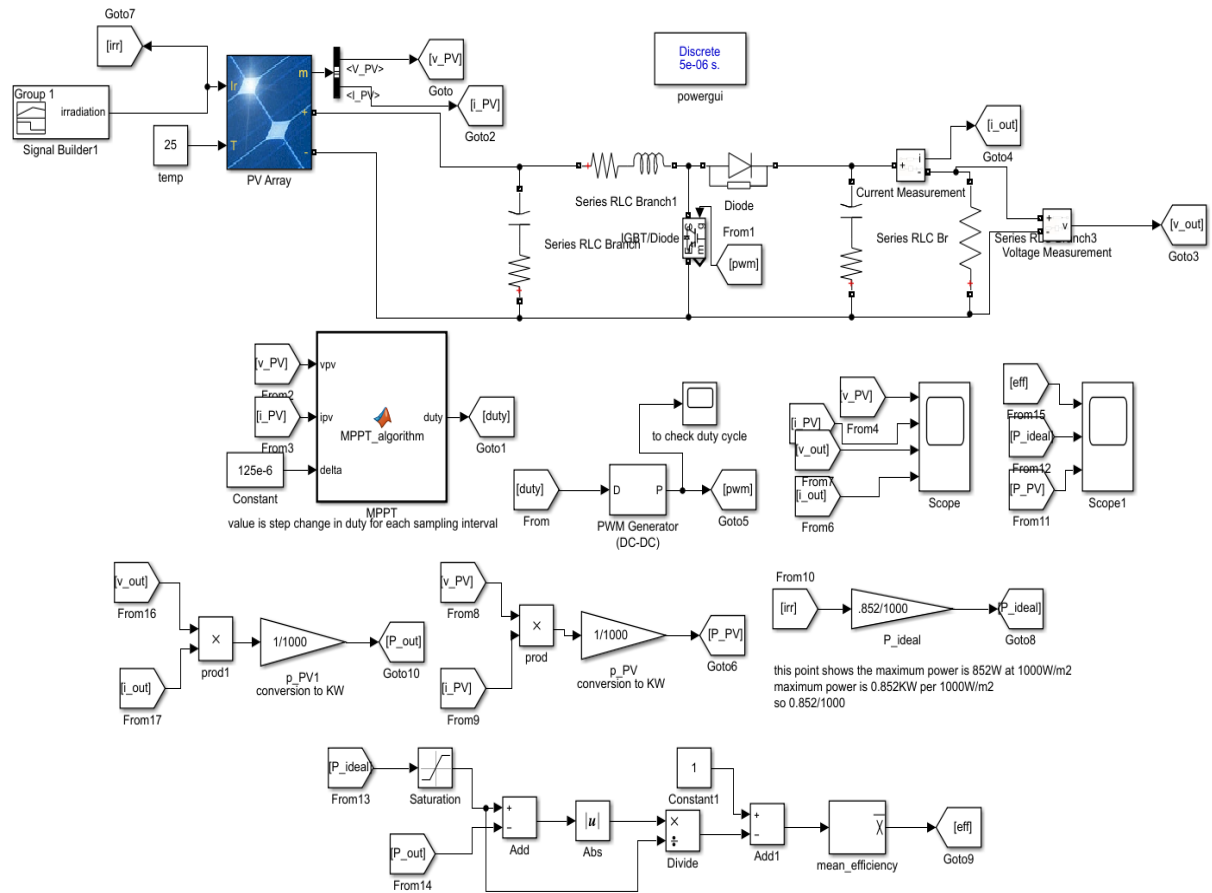 Goto7
[irr]
Group 1
irradiation
Signal Builder1
25
temp
Ir
T
m
+
-
PV Array
<V_PV>
<I_PV>
[v_PV]
Goto
[i_PV]
Goto2
Discrete
5e-06 s.
powergui
Series RLC Branch1
Series RLC Branch
IGBT/Diode
Diode
From1
[pwm]
+
i
-
Current Measurement
[i_out]
Goto4
Series RLC Br
Series RLC Branch3
+
-
v
Voltage Measurement
[v_out]
Goto3
[v_PV]
From2
[i_PV]
From3
125e-6
Constant
vpv
ipv
delta
duty
MPPT_algorithm
MPPT
value is step change in duty for each sampling interval
[duty]
Goto1
to check duty cycle
[duty]
From
D
P
PWM Generator
(DC-DC)
[pwm]
Goto5
[v_PV]
From4
[i_PV]
[v_out]
From7
[i_out]
From6
Scope
[eff]
From15
[P_ideal]
From12
[P_PV]
From11
Scope1
[v_out]
From16
[i_out]
From17
×
prod1
1/1000
p_PV1
conversion to KW
[P_out]
Goto10
[v_PV]
From8
[i_PV]
From9
×
prod
1/1000
p_PV
conversion to KW
[P_PV]
Goto6
From10
[irr]
.852/1000
P_ideal
[P_ideal]
Goto8
this point shows the maximum power is 852W at 1000W/m2
maximum power is 0.852KW per 1000W/m2
so 0.852/1000
[P_ideal]
From13
Saturation
[P_out]
From14
+
−
Add
|u|
Abs
×
÷
Divide
1
Constant1
+
−
Add1
mean_efficiency
[eff]
Goto9